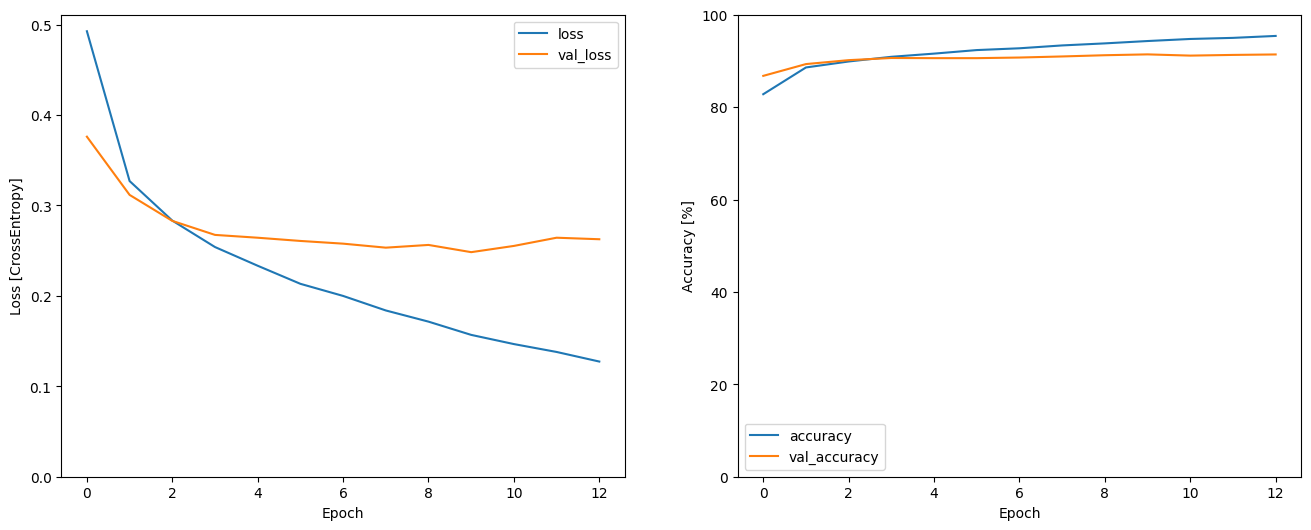 0.5
0.4
0.3
0.2
0.1
0.0
Loss [CrossEntropy]
loss
val_loss
0 2 4 6 8 10 12
Epoch
100
80
60
40
20
0
Accuracy [%]
accuracy
val_accuracy
0 2 4 6 8 10 12
Epoch